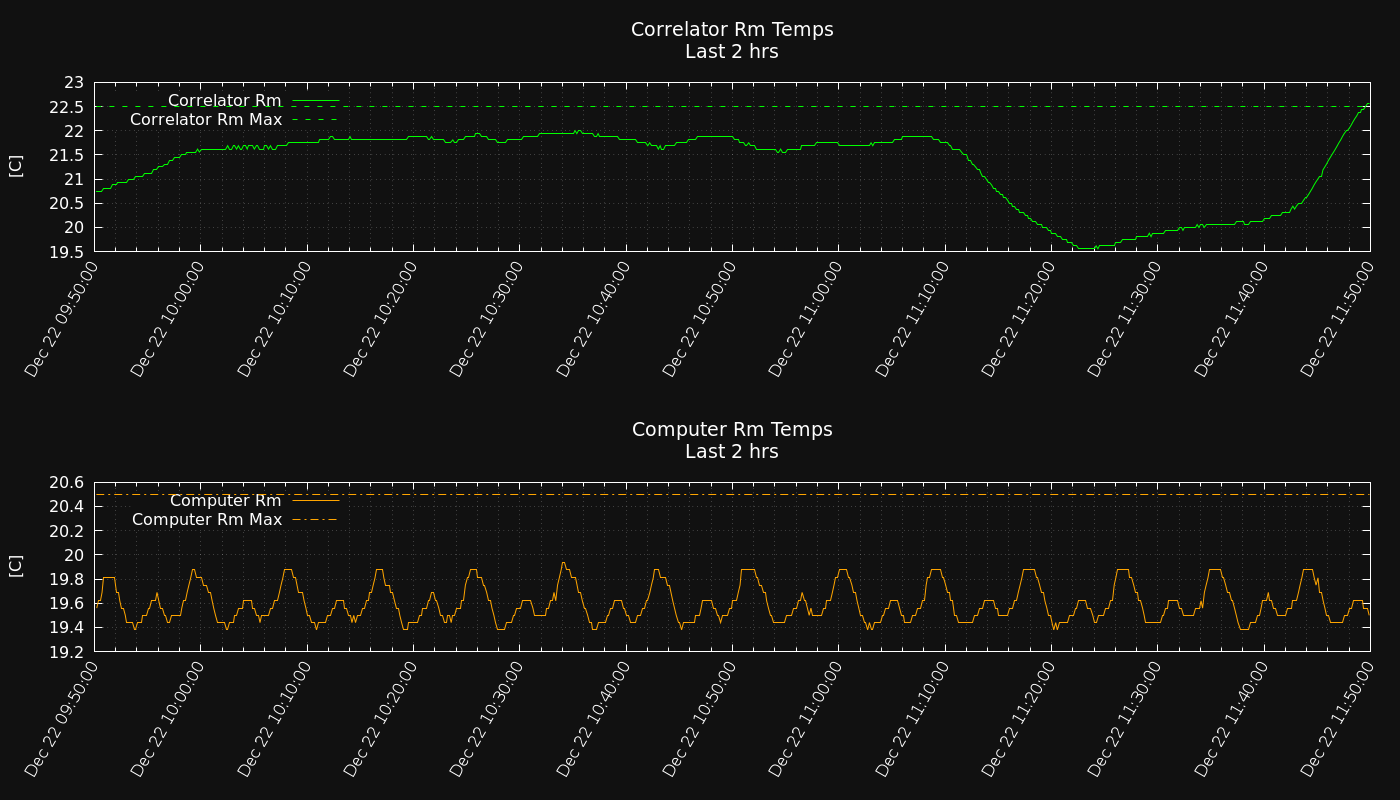 Correlator Rm Temps
Last 2 hrs
23
22.5
22
21.5
21
20.5
20
19.5
[C]
Correlator Rm
Correlator Rm Max
Dec 22 09:50:00
Dec 22 10:00:00
Dec 22 10:10:00
Dec 22 10:20:00
Dec 22 10:30:00
Dec 22 10:40:00
Dec 22 10:50:00
Dec 22 11:00:00
Dec 22 11:10:00
Dec 22 11:20:00
Dec 22 11:30:00
Dec 22 11:40:00
Dec 22 11:50:00
Computer Rm Temps
Last 2 hrs
20.6
20.4
20.2
20
19.8
19.6
19.4
19.2
[C]
Computer Rm
Computer Rm Max
Dec 22 09:50:00
Dec 22 10:00:00
Dec 22 10:10:00
Dec 22 10:20:00
Dec 22 10:30:00
Dec 22 10:40:00
Dec 22 10:50:00
Dec 22 11:00:00
Dec 22 11:10:00
Dec 22 11:20:00
Dec 22 11:30:00
Dec 22 11:40:00
Dec 22 11:50:00